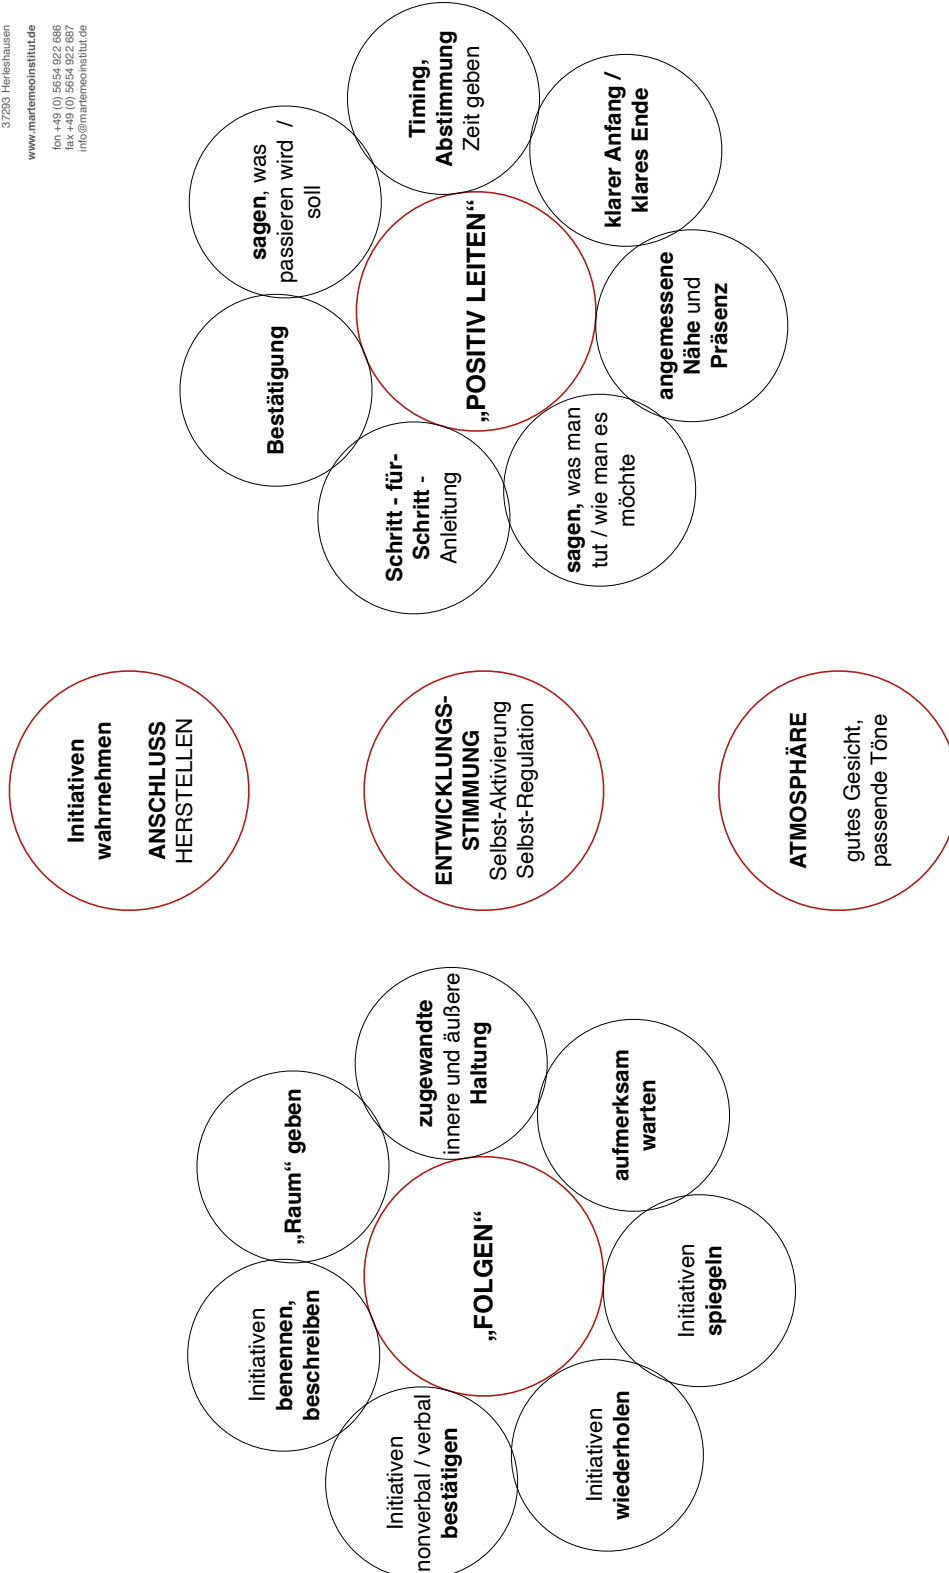 37293 Herleshausen
www.martemeoinstitut.de
fon +49 (0) 5654 922 686
fax +49 (0) 5654 922 687
info@martemeoinstitut.de
„Raum“ geben
Initiativen
benennen,
beschreiben
zugewandte
innere und äußere
Haltung
„FOLGEN“
Initiativen
nonverbal / verbal
bestätigen
aufmerksam
warten
Initiativen
wiederholen
Initiativen
spiegeln
Initiativen
wahrnehmen
ANSCHLUSS
HERSTELLEN
ENTWICKLUNGS-
STIMMUNG
Selbst-Aktivierung
Selbst-Regulation
ATMOSPHÄRE
gutes Gesicht,
passende Töne
Bestätigung
sagen, was
passieren wird /
soll
Timing,
Abstimmung
Zeit geben
„POSITIV LEITEN“
Schritt - für-
Schritt -
Anleitung
klarer Anfang /
klares Ende
sagen, was man
tut / wie man es
möchte
angemessene
Nähe und
Präsenz